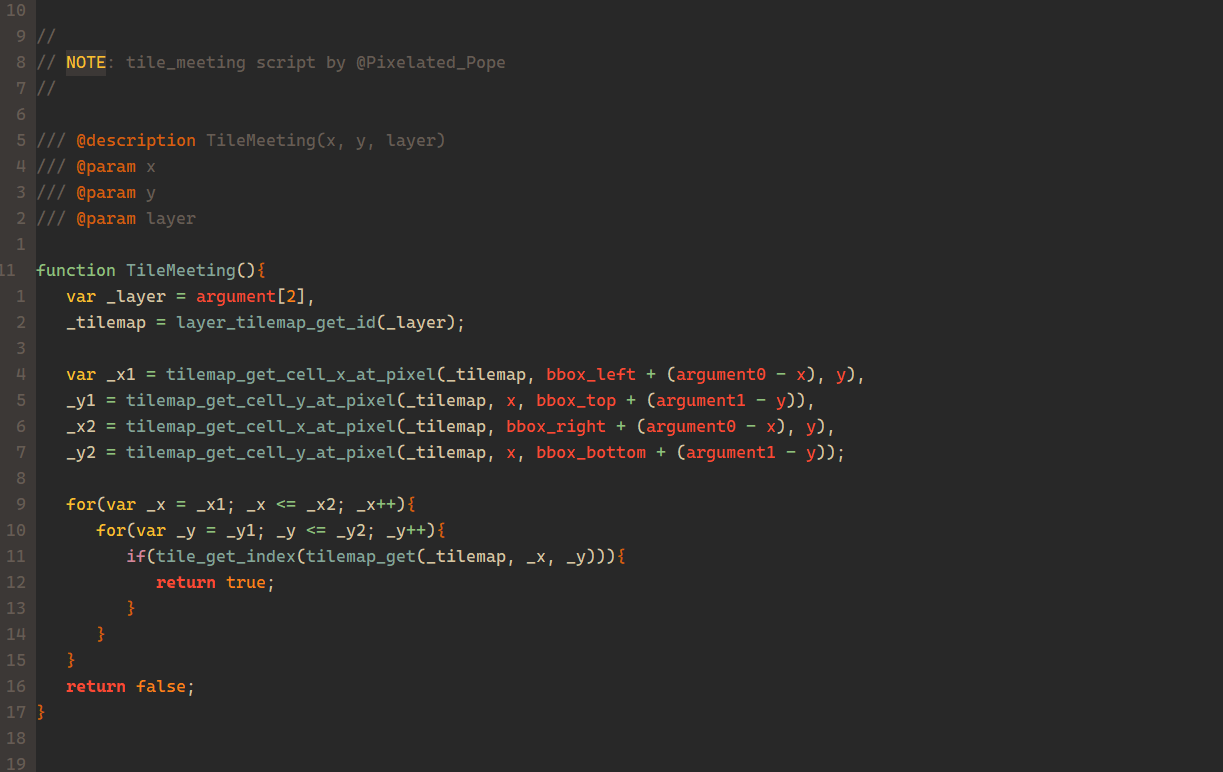 10
9 //
8 // NOTE: tile_meeting script by @Pixelated_Pope
7 //
6
5 /// @description TileMeeting(x, y, layer)
4 /// @param x
3 /// @param y
2 /// @param layer
1
11 function TileMeeting(){
1 var _layer = argument[2],
2 _tilemap = layer_tilemap_get_id(_layer);
3
4 var _x1 = tilemap_get_cell_x_at_pixel(_tilemap, bbox_left + (argument0 - x), y),
5 _y1 = tilemap_get_cell_y_at_pixel(_tilemap, x, bbox_top + (argument1 - y)),
6 _x2 = tilemap_get_cell_x_at_pixel(_tilemap, bbox_right + (argument0 - x), y),
7 _y2 = tilemap_get_cell_y_at_pixel(_tilemap, x, bbox_bottom + (argument1 - y));
8
9 for(var _x = _x1; _x <= _x2; _x++){
10 for(var _y = _y1; _y <= _y2; _y++){
11 if(tile_get_index(tilemap_get(_tilemap, _x, _y))){
12 return true;
13 }
14 }
15 }
16 return false;
17 }
18
19